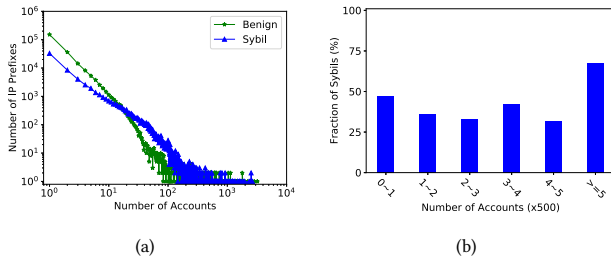 10^6
10^5
10^4
10^3
10^2
10^1
10^0
Number of IP Prefixes
Benign
Sybil
10^0 10^1 10^2 10^3 10^4
Number of Accounts
(a)
100
75
50
25
0
Fraction of Sybils (%)
0~1 1~2 2~3 3~4 4~5 >=5
Number of Accounts (x500)
(b)